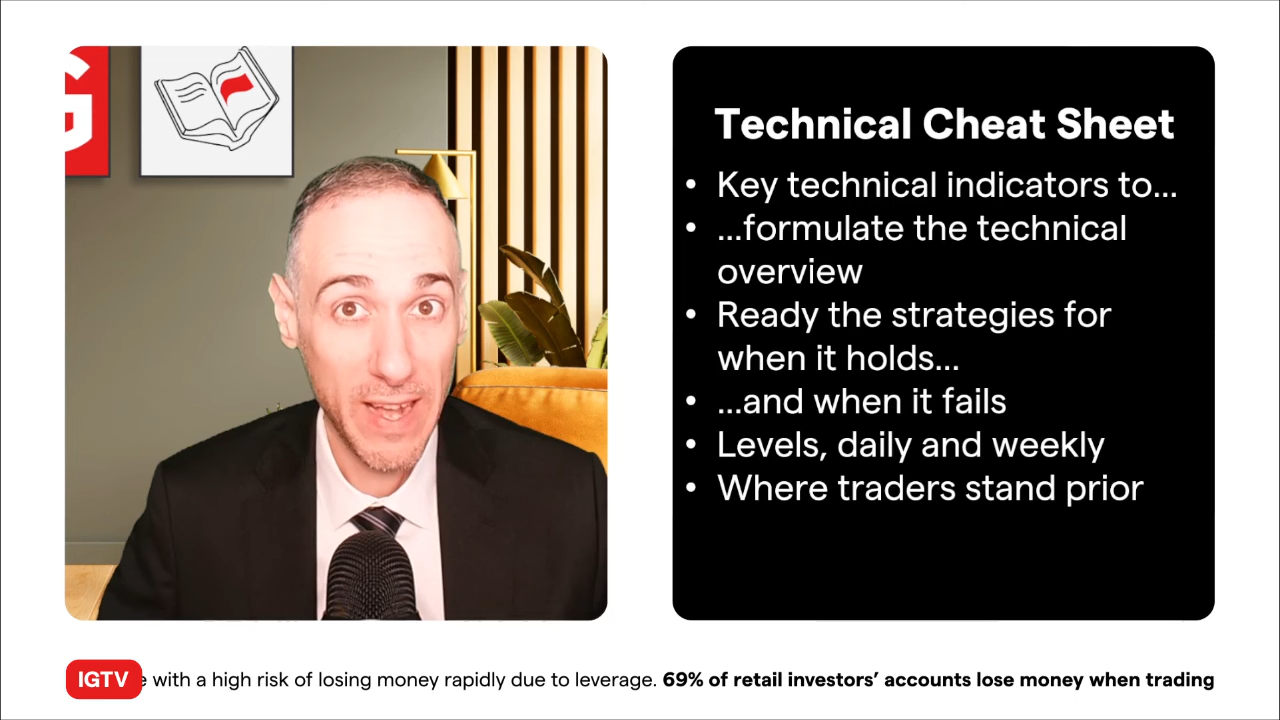 G
Technical Cheat Sheet
• Key technical indicators to...
• ...formulate the technical
overview
• Ready the strategies for
when it holds...
• ...and when it fails
• Levels, daily and weekly
• Where traders stand prior
IGTV e with a high risk of losing money rapidly due to leverage. 69% of retail investors’ accounts lose money when trading